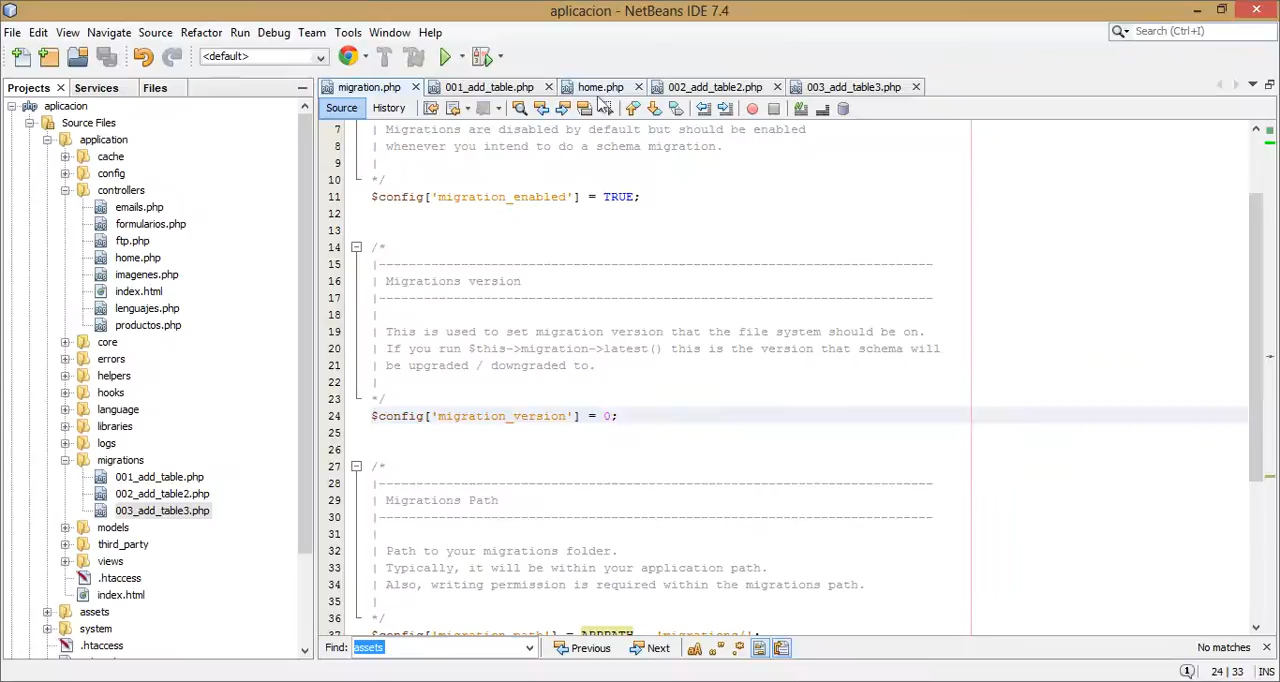 aplicacion - NetBeans IDE 7.4
File Edit View Navigate Source Refactor Run Debug Team Tools Window Help
Search (Ctrl+I)
<default>
Projects Services Files
migration.php 001_add_table.php home.php 002_add_table2.php 003_add_table3.php
Source History
aplicacion
Source Files
application
cache
config
controllers
emails.php
formularios.php
ftp.php
home.php
imagenes.php
index.html
lenguajes.php
productos.php
core
errors
helpers
hooks
language
libraries
logs
migrations
001_add_table.php
002_add_table2.php
003_add_table3.php
models
third_party
views
.htaccess
index.html
assets
system
.htaccess
7 | Migrations are disabled by default but should be enabled
8 | whenever you intend to do a schema migration.
9 |
10 */
11 $config['migration_enabled'] = TRUE;
12
13
14 /*
15 |--------------------------------------------------------------------------
16 | Migrations version
17 |--------------------------------------------------------------------------
18 |
19 | This is used to set migration version that the file system should be on.
20 | If you run $this->migration->latest() this is the version that schema will
21 | be upgraded / downgraded to.
22 |
23 */
24 $config['migration_version'] = 0;
25
26
27 /*
28 |--------------------------------------------------------------------------
29 | Migrations Path
30 |--------------------------------------------------------------------------
31 |
32 | Path to your migrations folder.
33 | Typically, it will be within your application path.
34 | Also, writing permission is required within the migrations path.
35 |
36 */
37 $config['migration_path'] = APPPATH . 'migrations/';
Find: assets Previous Next No matches
24 | 33 INS